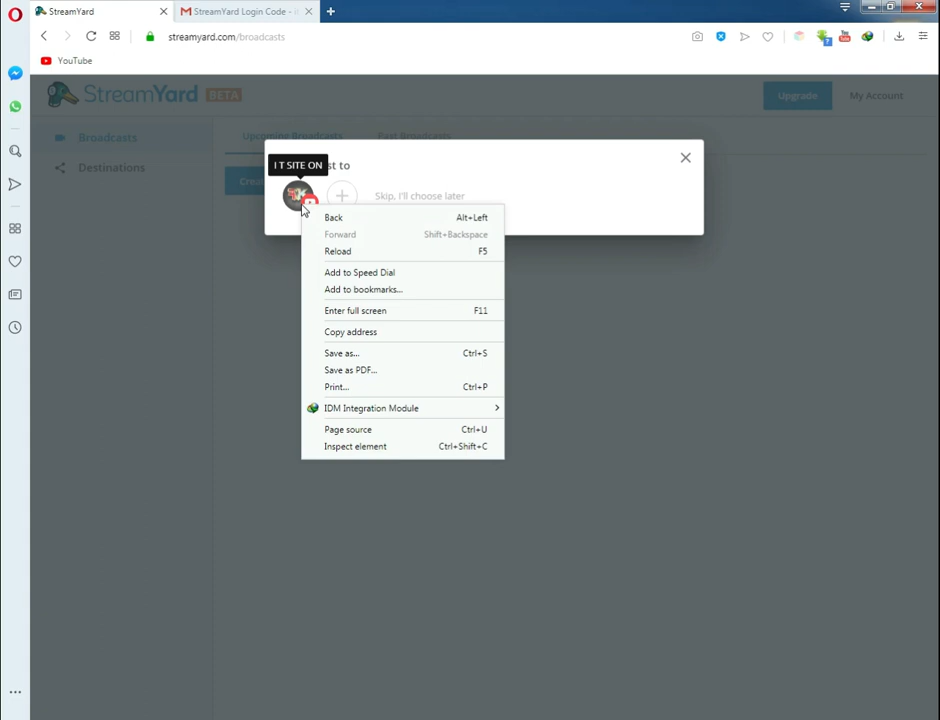 StreamYard
StreamYard Login Code - i
streamyard.com/broadcasts
YouTube
StreamYard BETA
Upgrade
My Account
Broadcasts
Upcoming Broadcasts
Past Broadcasts
I T SITE ON
st to
Destinations
Crea
Skip, I'll choose later
Back Alt+Left
Forward Shift+Backspace
Reload F5
Add to Speed Dial
Add to bookmarks...
Enter full screen F11
Copy address
Save as... Ctrl+S
Save as PDF...
Print... Ctrl+P
IDM Integration Module
Page source Ctrl+U
Inspect element Ctrl+Shift+C